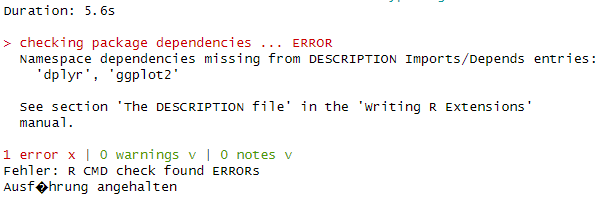 Duration: 5.6s
> checking package dependencies ... ERROR
Namespace dependencies missing from DESCRIPTION Imports/Depends entries:
'dplyr', 'ggplot2'
See section 'The DESCRIPTION file' in the 'Writing R Extensions'
manual.
1 error x | 0 warnings v | 0 notes v
Fehler: R CMD check found ERRORs
Ausf�hrung angehalten